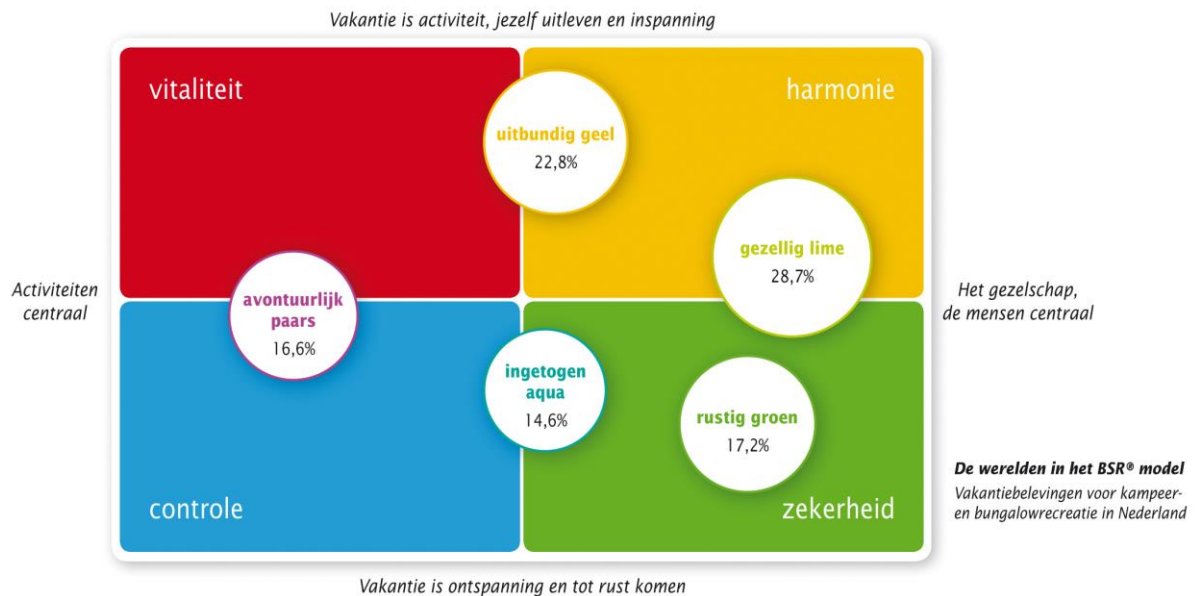 Vakantie is activiteit, jezelf uitleven en inspanning
vitaliteit
harmonie
uitbundig geel
22,8%
gezellig lime
28,7%
Activiteiten
centraal
avontuurlijk
paars
16,6%
Het gezelschap,
de mensen centraal
ingetogen
aqua
14,6%
rustig groen
17,2%
controle
zekerheid
De werelden in het BSR® model
Vakantiebelevingen voor kampeer-
en bungalowrecreatie in Nederland
Vakantie is ontspanning en tot rust komen